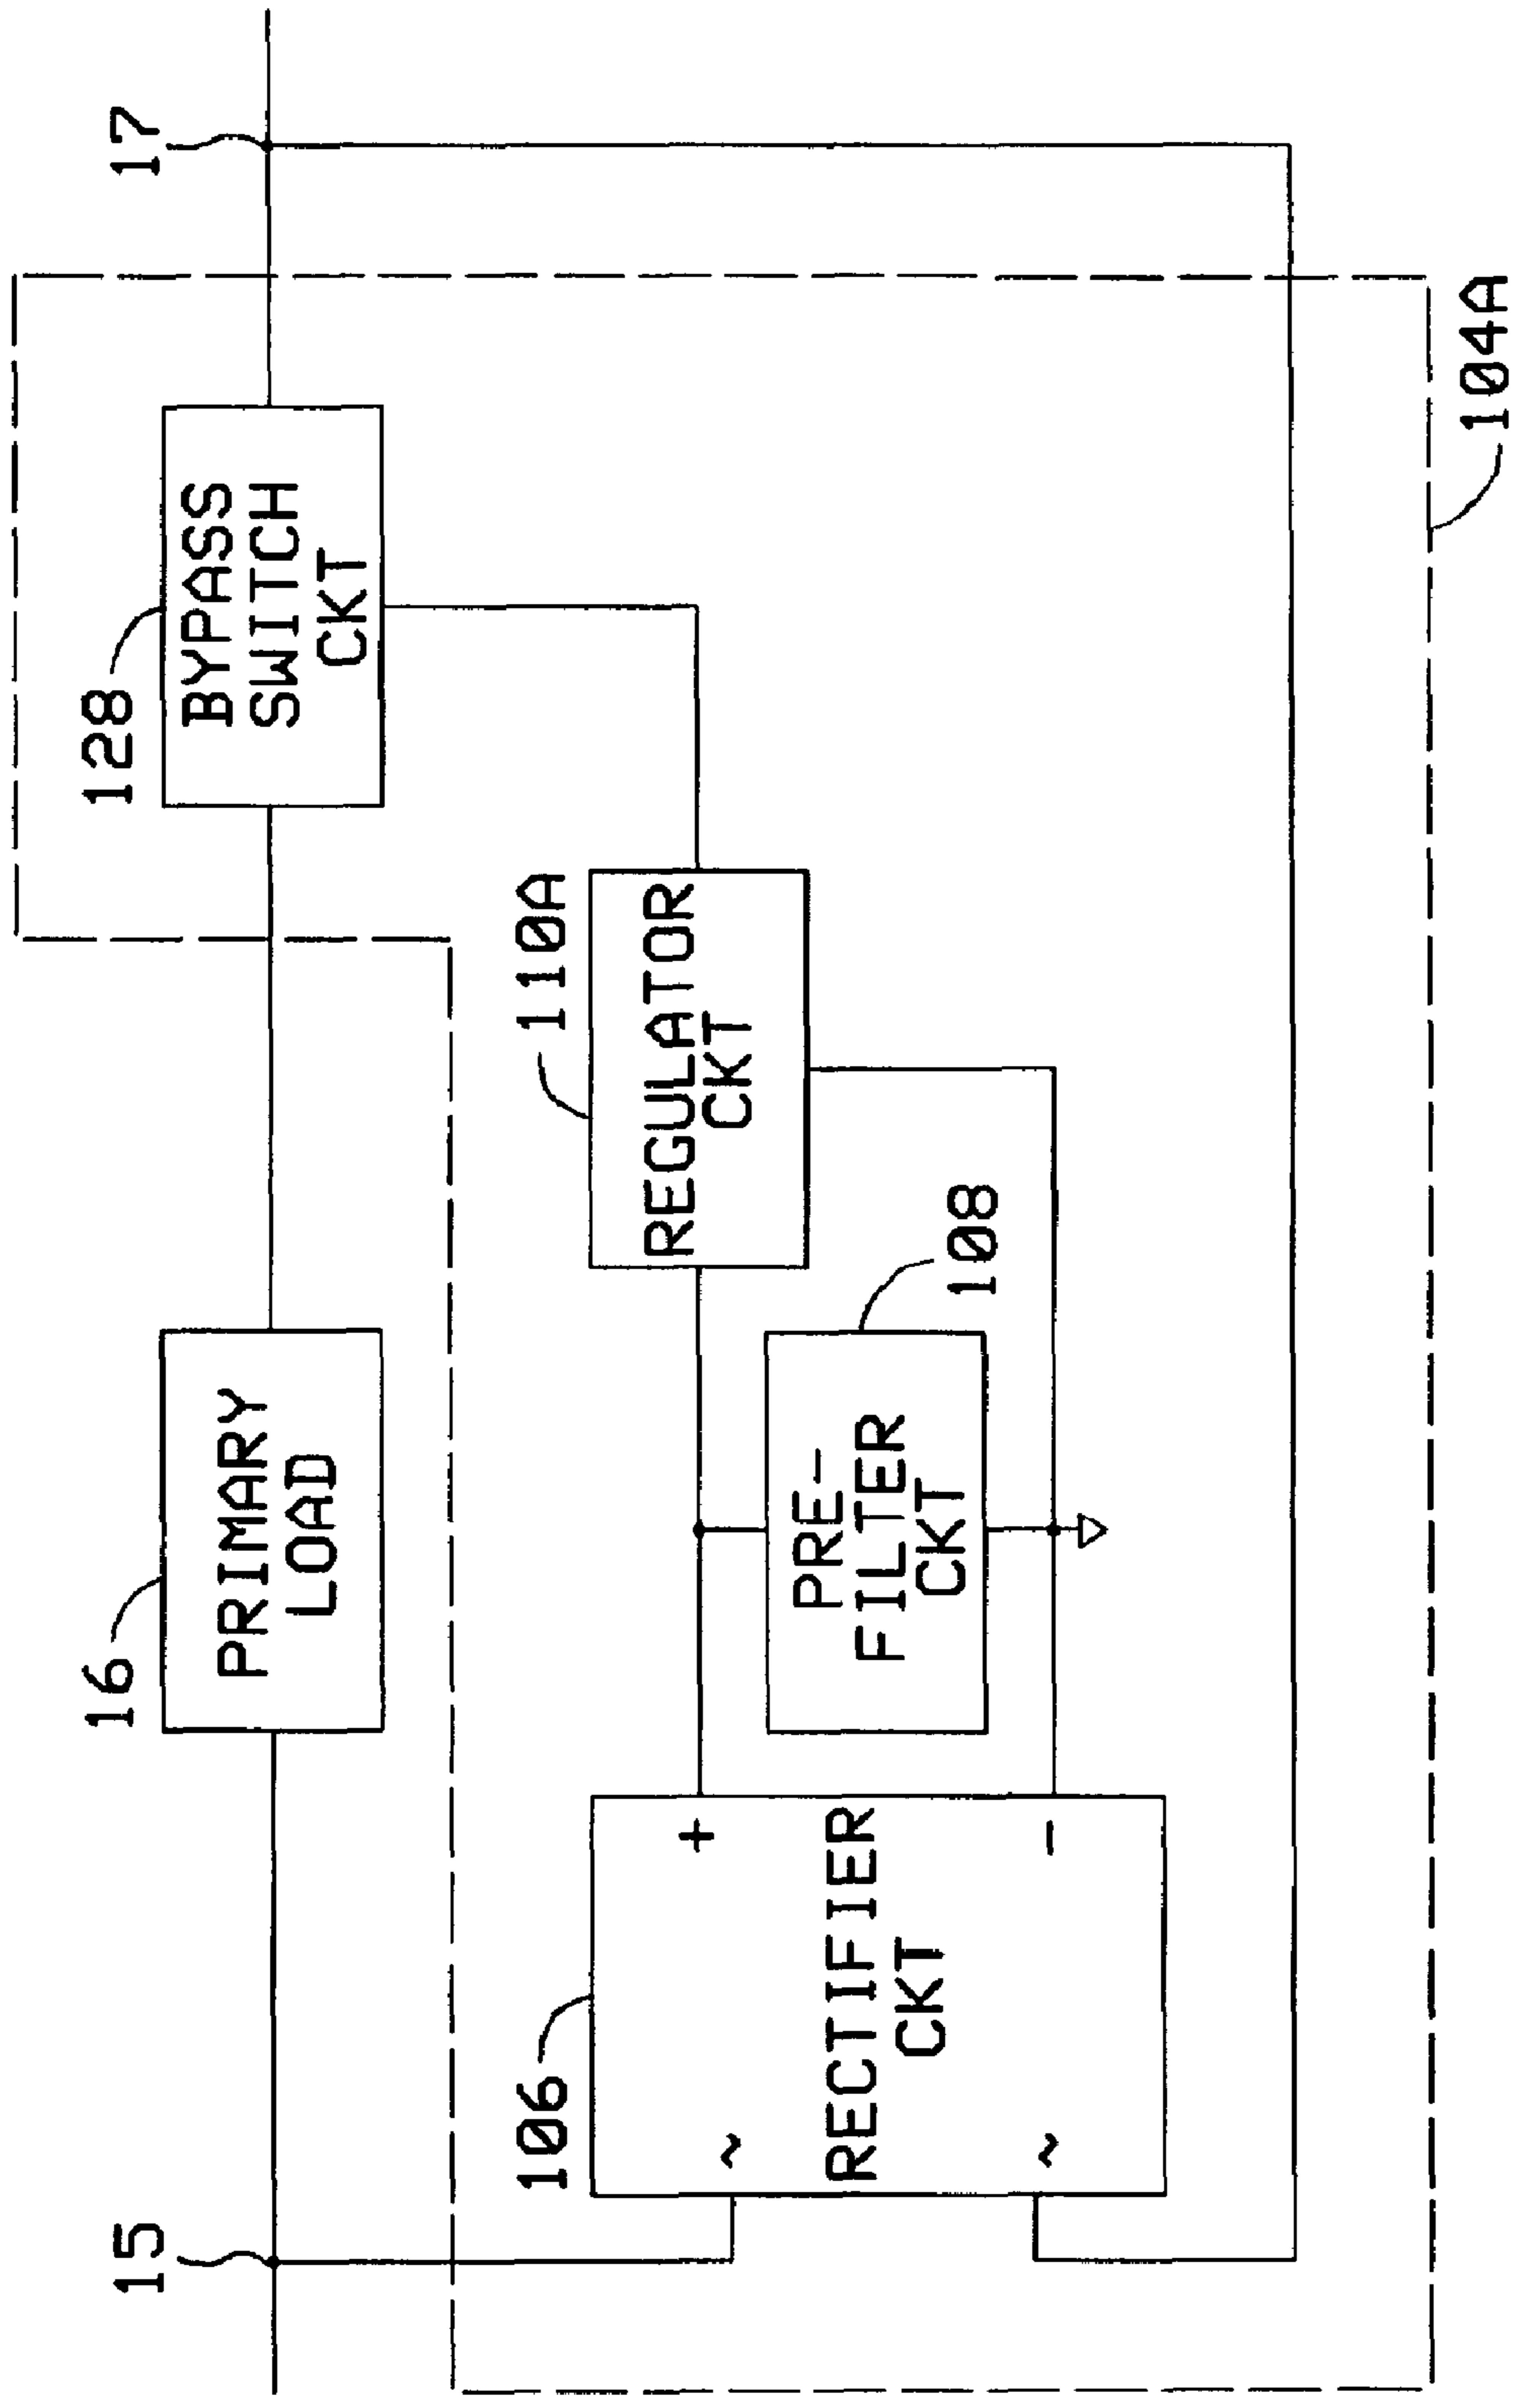 15
17
16
PRIMARY
LOAD
128
BYPASS
SWITCH
CKT
106
~
~
RECTIFIER
CKT
+
-
110A
REGULATOR
CKT
PRE-
FILTER
CKT
108
104A